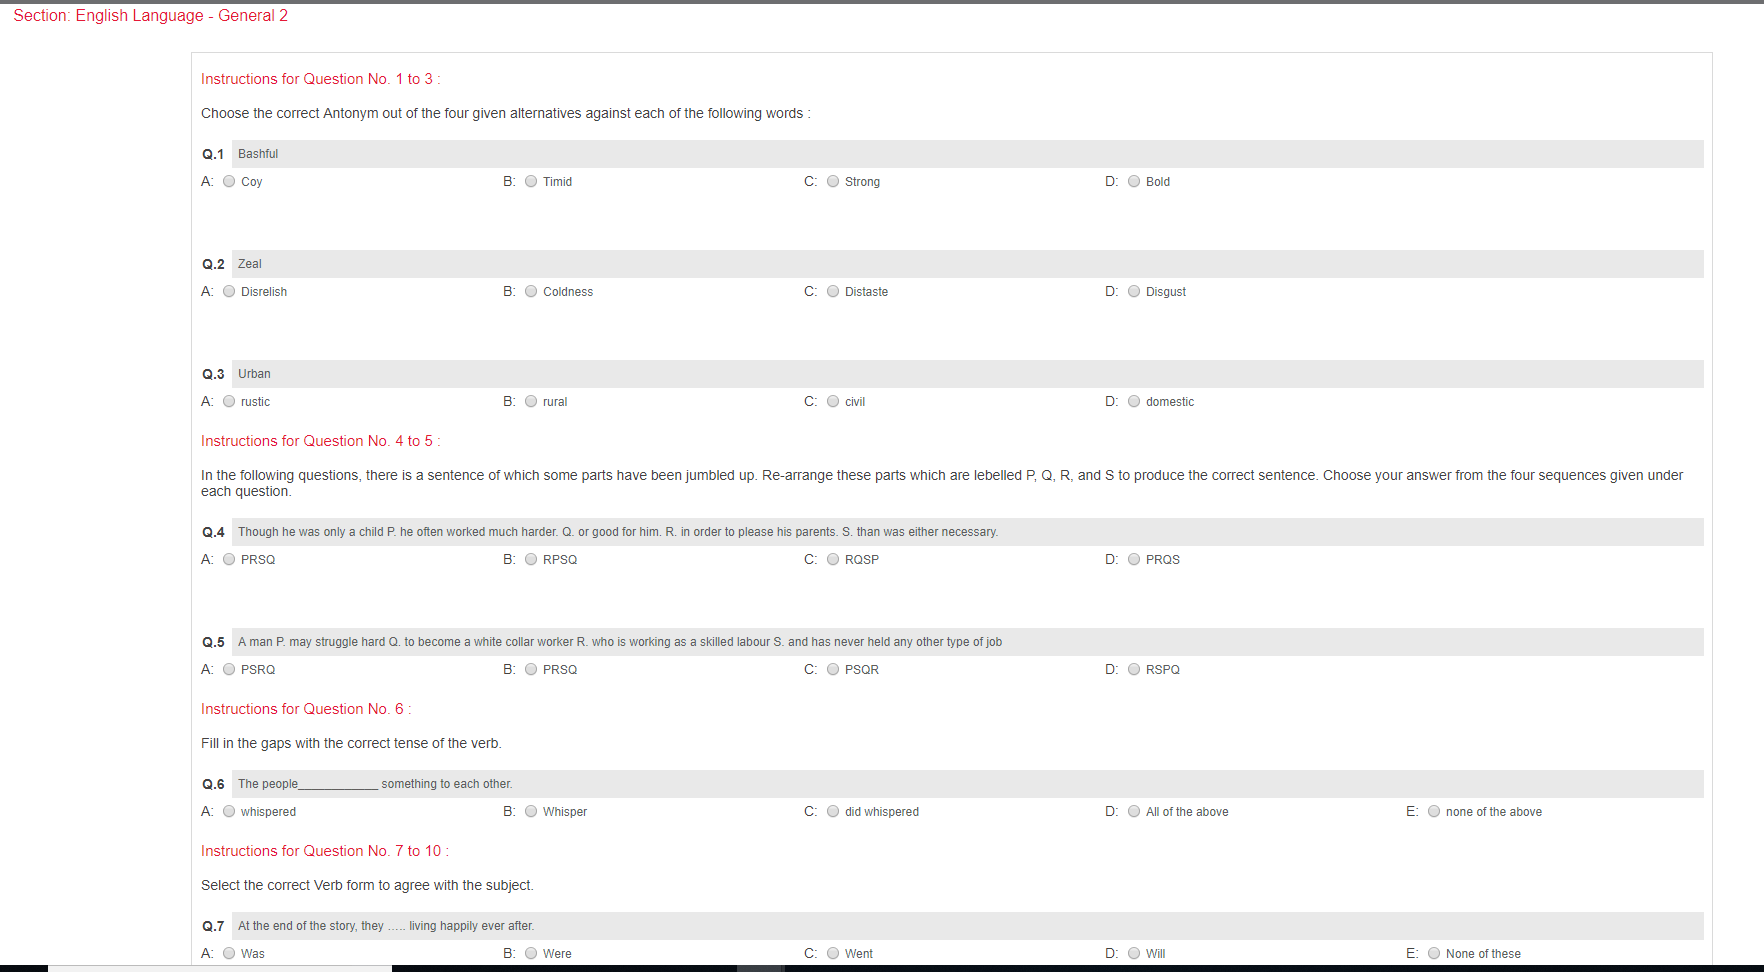 Section: English Language - General 2
Instructions for Question No. 1 to 3 :
Choose the correct Antonym out of the four given alternatives against each of the following words :
Q.1 Bashful
A: Coy B: Timid C: Strong D: Bold
Q.2 Zeal
A: Disrelish B: Coldness C: Distaste D: Disgust
Q.3 Urban
A: rustic B: rural C: civil D: domestic
Instructions for Question No. 4 to 5 :
In the following questions, there is a sentence of which some parts have been jumbled up. Re-arrange these parts which are lebelled P, Q, R, and S to produce the correct sentence. Choose your answer from the four sequences given under
each question.
Q.4 Though he was only a child P. he often worked much harder. Q. or good for him. R. in order to please his parents. S. than was either necessary.
A: PRSQ B: RPSQ C: RQSP D: PRQS
Q.5 A man P. may struggle hard Q. to become a white collar worker R. who is working as a skilled labour S. and has never held any other type of job
A: PSRQ B: PRSQ C: PSQR D: RSPQ
Instructions for Question No. 6 :
Fill in the gaps with the correct tense of the verb.
Q.6 The people____________ something to each other.
A: whispered B: Whisper C: did whispered D: All of the above E: none of the above
Instructions for Question No. 7 to 10 :
Select the correct Verb form to agree with the subject.
Q.7 At the end of the story, they ..... living happily ever after.
A: Was B: Were C: Went D: Will E: None of these